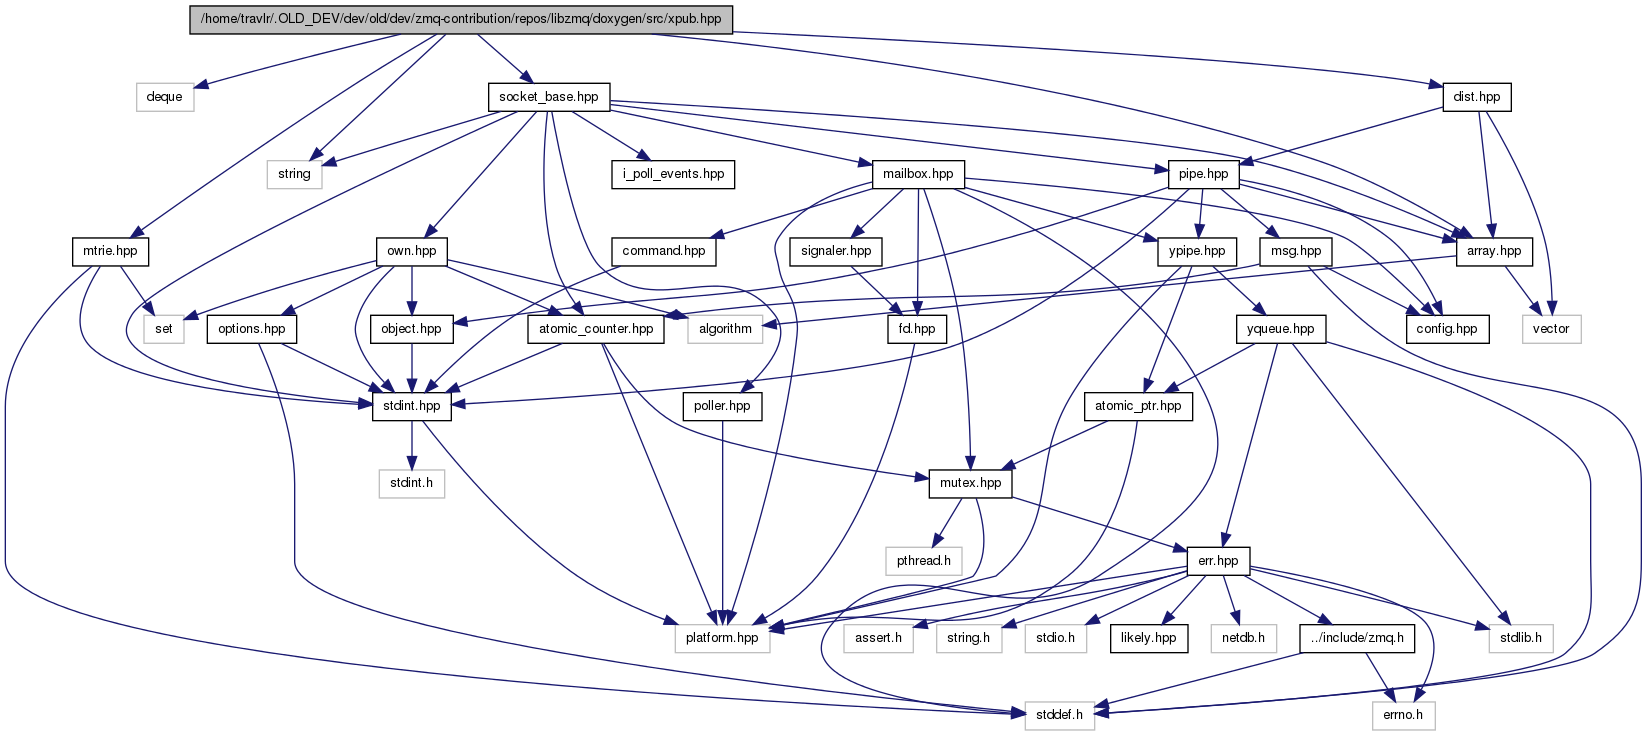 /home/travlr/.OLD_DEV/dev/old/dev/zmq-contribution/repos/libzmq/doxygen/src/xpub.hpp
deque
socket_base.hpp
dist.hpp
string
i_poll_events.hpp
mailbox.hpp
pipe.hpp
mtrie.hpp
own.hpp
command.hpp
signaler.hpp
ypipe.hpp
msg.hpp
array.hpp
set
options.hpp
object.hpp
atomic_counter.hpp
algorithm
fd.hpp
yqueue.hpp
config.hpp
vector
stdint.hpp
poller.hpp
atomic_ptr.hpp
stdint.h
mutex.hpp
pthread.h
err.hpp
platform.hpp
assert.h
string.h
stdio.h
likely.hpp
netdb.h
../include/zmq.h
stdlib.h
stddef.h
errno.h